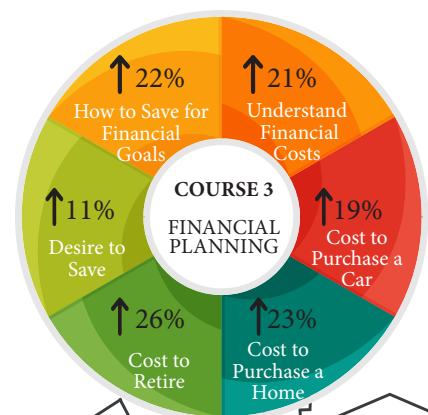 ↑ 22%
How to Save for
Financial
Goals
↑ 21%
Understand
Financial
Costs
↑ 19%
Cost to
Purchase a
Car
↑ 23%
Cost to
Purchase a
Home
↑ 26%
Cost to
Retire
↑ 11%
Desire to
Save
COURSE 3
FINANCIAL
PLANNING